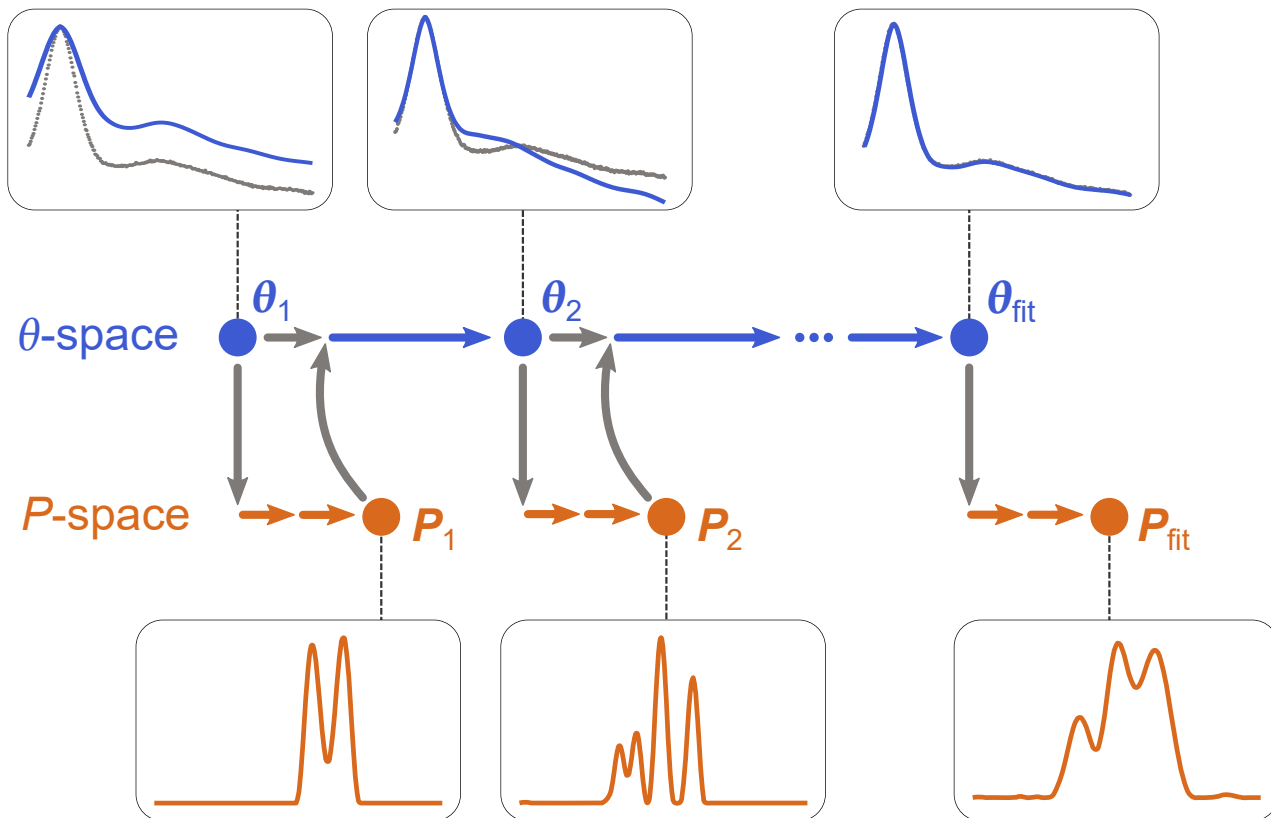 θ₁
θ₂
θfit
θ-space
P-space
P₁
P₂
Pfit